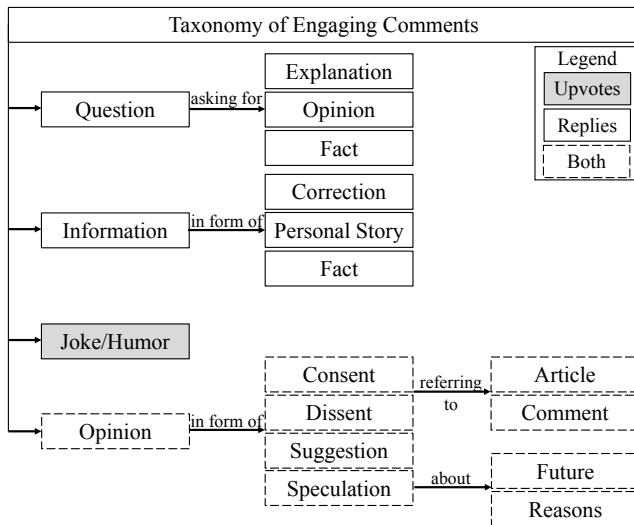 Taxonomy of Engaging Comments
Legend
Upvotes
Replies
Both
Question
asking for
Explanation
Opinion
Fact
Information
in form of
Correction
Personal Story
Fact
Joke/Humor
Opinion
in form of
Consent
Dissent
Suggestion
Speculation
referring
to
Article
Comment
about
Future
Reasons